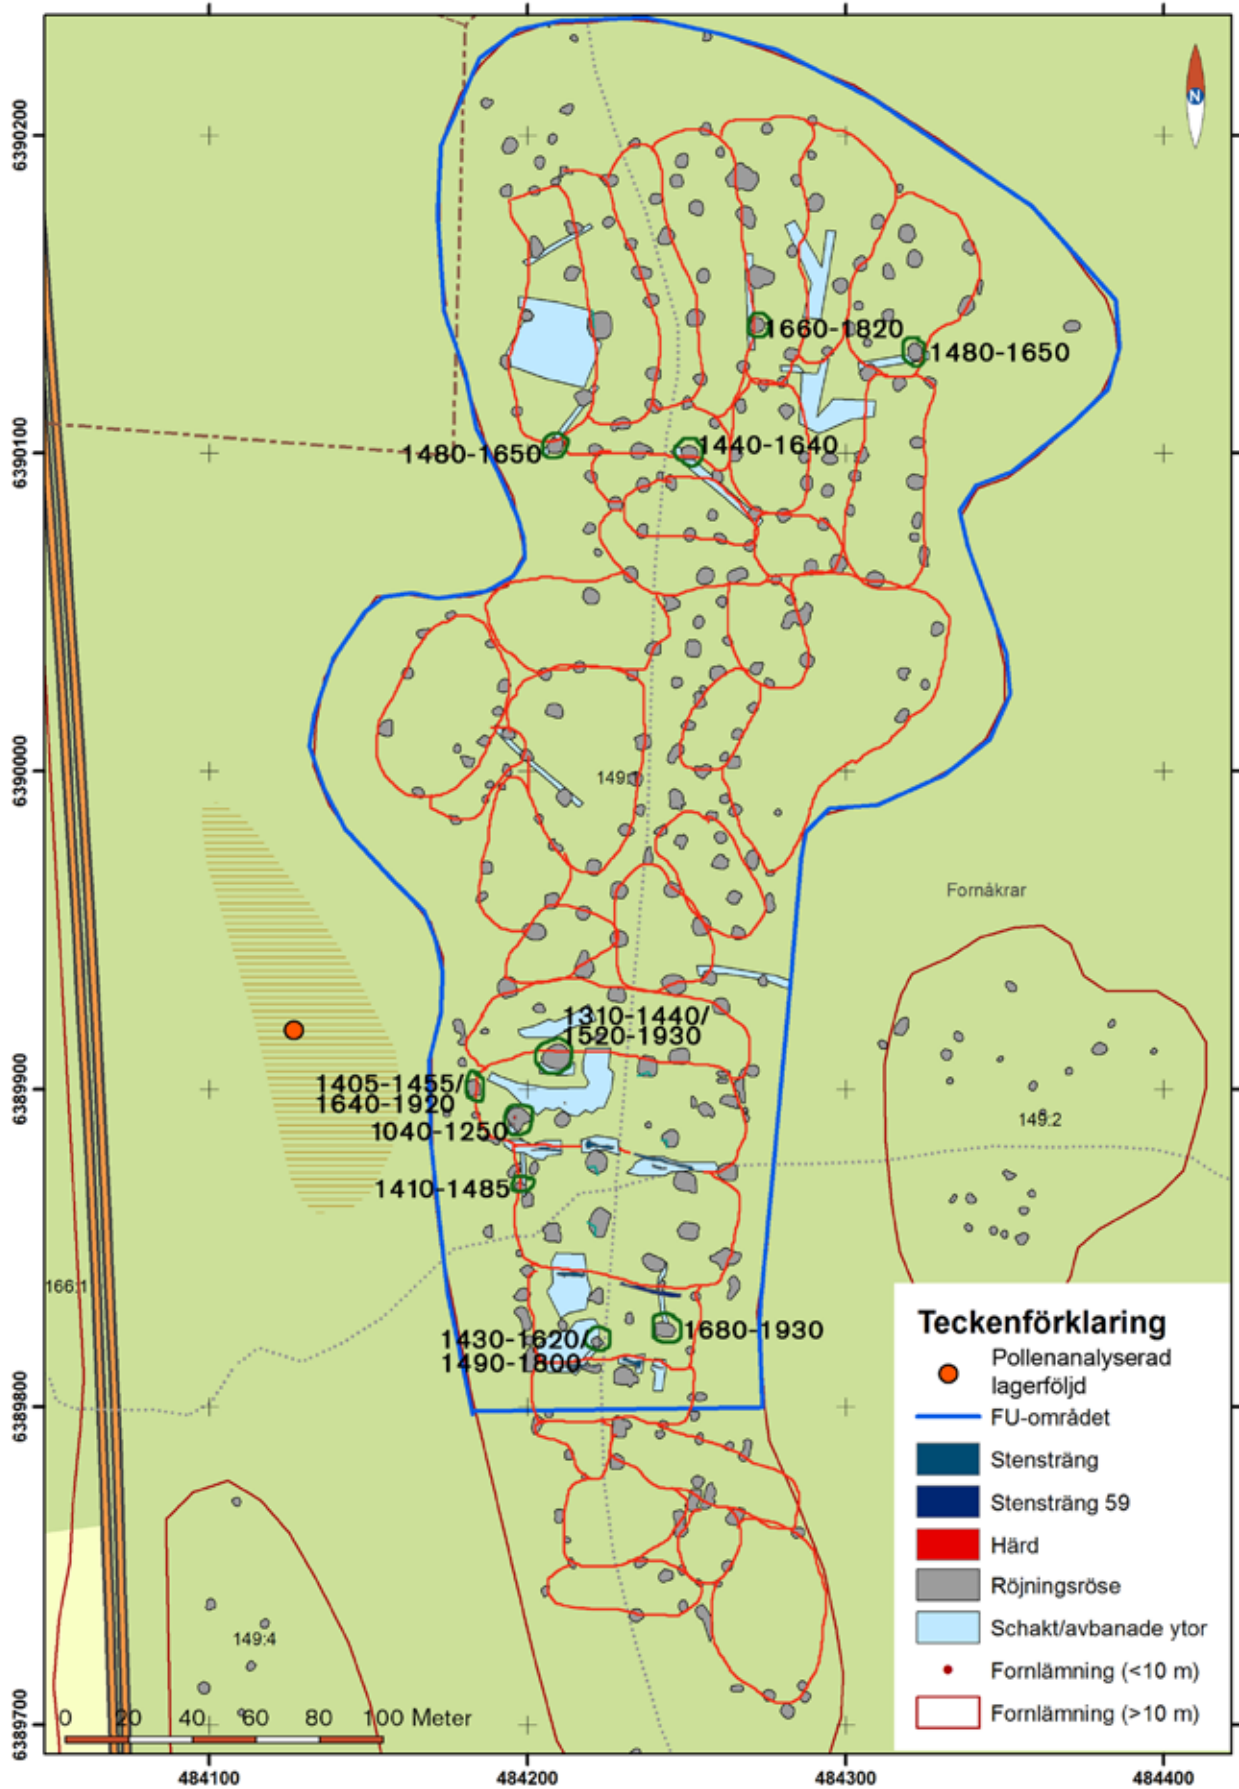 N
6390200
6390100
6390000
6389900
6389800
6389700
1660-1820
1480-1650
1480-1650
1440-1640
Fornåkrar
1310-1440/
1520-1930
1405-1455/
1640-1920
1040-1250
149:2
1410-1485
166:1
1430-1620/
1490-1800
1680-1930
149:4
0 20 40 60 80 100 Meter
484100 484200 484300 484400
Teckenförklaring
Pollenanalyserad
lagerföljd
FU-området
Stensträng
Stensträng 59
Härd
Röjningsröse
Schakt/avbanade ytor
Fornlämning (<10 m)
Fornlämning (>10 m)